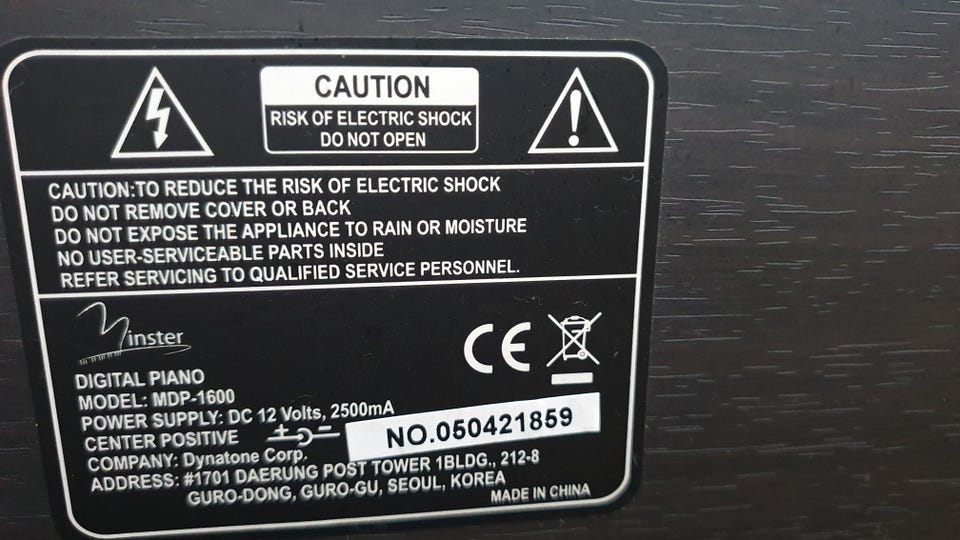 CAUTION
RISK OF ELECTRIC SHOCK
DO NOT OPEN
CAUTION:TO REDUCE THE RISK OF ELECTRIC SHOCK
DO NOT REMOVE COVER OR BACK
DO NOT EXPOSE THE APPLIANCE TO RAIN OR MOISTURE
NO USER-SERVICEABLE PARTS INSIDE
REFER SERVICING TO QUALIFIED SERVICE PERSONNEL.
Minster
CE
DIGITAL PIANO
MODEL: MDP-1600
POWER SUPPLY: DC 12 Volts, 2500mA
CENTER POSITIVE + -
NO.050421859
COMPANY: Dynatone Corp.
ADDRESS: #1701 DAERUNG POST TOWER 1BLDG., 212-8
GURO-DONG, GURO-GU, SEOUL, KOREA
MADE IN CHINA